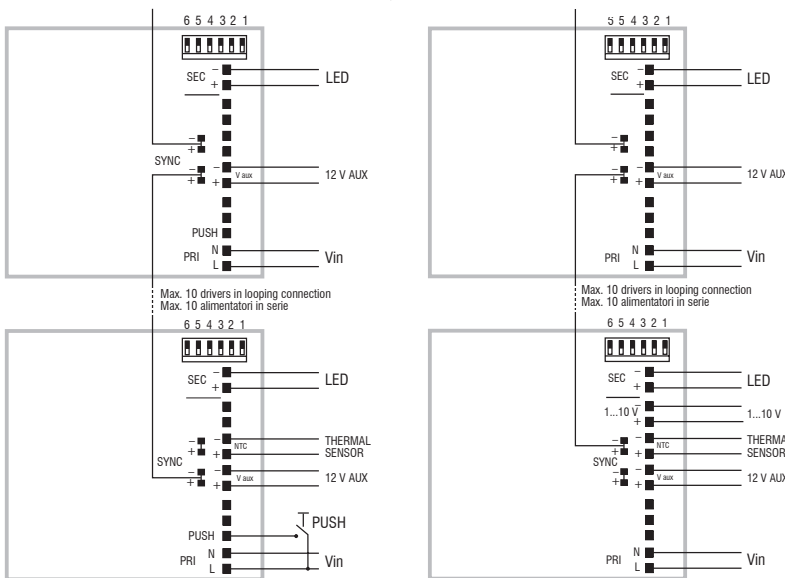 6 5 4 3 2 1
SEC
−
+
LED
−
+
SYNC
−
+
−
+
V aux
12 V AUX
PUSH
PRI
N
L
Vin
Max. 10 drivers in looping connection
Max. 10 alimentatori in serie
6 5 4 3 2 1
SEC
−
+
LED
−
+
−
+
NTC
THERMAL
SENSOR
SYNC
−
+
−
+
V aux
12 V AUX
PUSH
PUSH
PRI
N
L
Vin
5 4 3 2 1
SEC
−
+
LED
−
+
−
+
−
+
V aux
12 V AUX
PRI
N
L
Vin
Max. 10 drivers in looping connection
Max. 10 alimentatori in serie
6 5 4 3 2 1
SEC
−
+
LED
1...10 V
−
+
1...10 V
−
+
−
+
NTC
THERMA
SENSOR
SYNC
−
+
−
+
V aux
12 V AUX
PRI
N
L
Vin